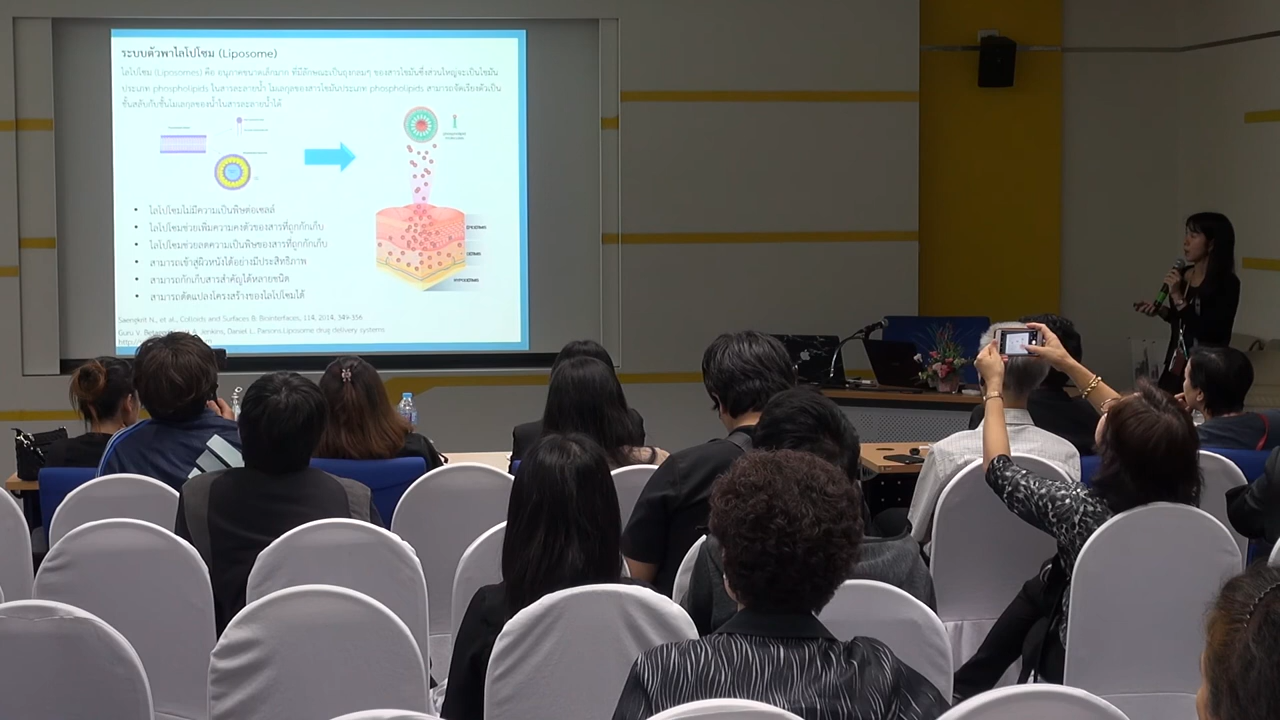 ระบบตัวพาไลโปโซม (Liposome)
ไลโปโซม (Liposomes) คือ อนุภาคขนาดเล็กมาก ที่มีลักษณะเป็นถุงกลมๆ ของสารไขมันซึ่งส่วนใหญ่จะเป็นไขมัน
ประเภท phospholipids ในสารละลายน้ำ โมเลกุลของสารไขมันประเภท phospholipids สามารถจัดเรียงตัวเป็น
ชั้นสลับกับชั้นโมเลกุลของน้ำในสารละลายน้ำได้
• ไลโปโซมไม่มีความเป็นพิษต่อเซลล์
• ไลโปโซมช่วยเพิ่มความคงตัวของสารที่ถูกกักเก็บ
• ไลโปโซมช่วยลดความเป็นพิษของสารที่ถูกกักเก็บ
• สามารถเข้าสู่ผิวหนังได้อย่างมีประสิทธิภาพ
• สามารถกักเก็บสารสำคัญได้หลายชนิด
• สามารถดัดแปลงโครงสร้างของไลโปโซมได้
Saengkrit N., et al., Colloids and Surfaces B: Biointerfaces, 114, 2014, 349-356
Guru V. A. Jenkins, Daniel L. Parsons Liposome drug delivery systems